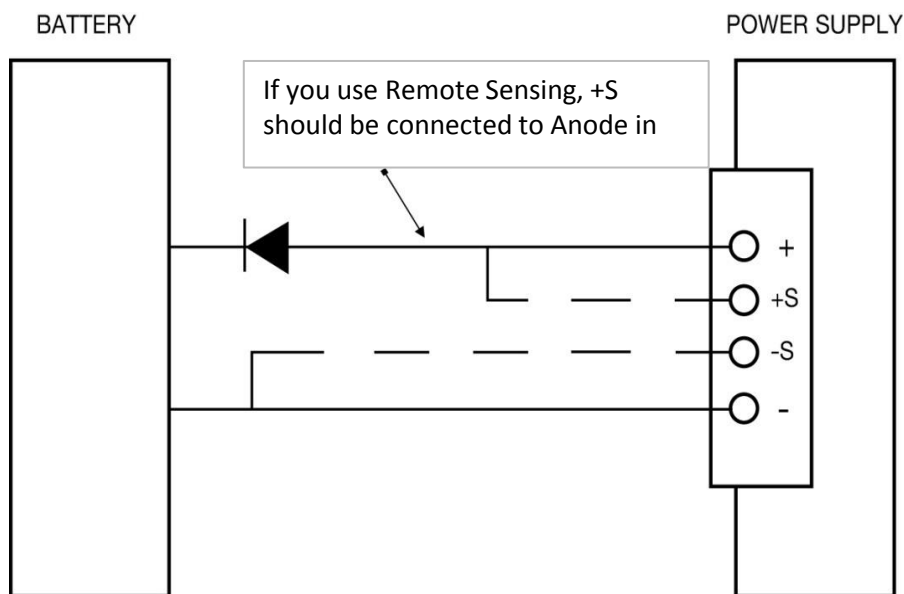 BATTERY
POWER SUPPLY
If you use Remote Sensing, +S
should be connected to Anode in
+
+S
-S
-